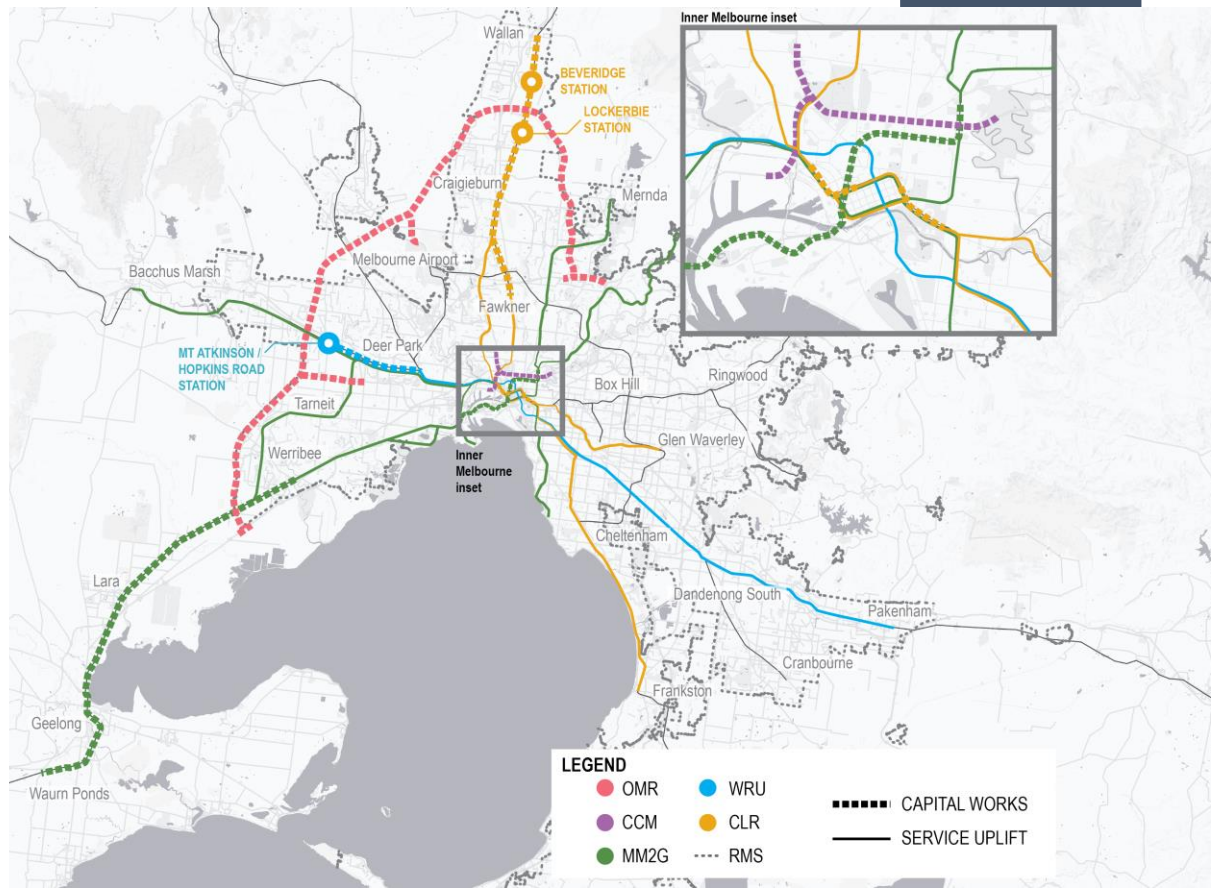 Inner Melbourne inset
Wallan
BEVERIDGE
STATION
LOCKERBIE
STATION
Craigieburn
Mernda
Melbourne Airport
Bacchus Marsh
Fawkner
MT ATKINSON /
HOPKINS ROAD
STATION
Deer Park
Ringwood
Box Hill
Tarneit
Glen Waverley
Werribee
Inner
Melbourne
inset
Cheltenham
Lara
Dandenong South
Pakenham
Cranbourne
Frankston
Geelong
Waurn Ponds
LEGEND
OMR
WRU
CAPITAL WORKS
CCM
CLR
SERVICE UPLIFT
MM2G
RMS